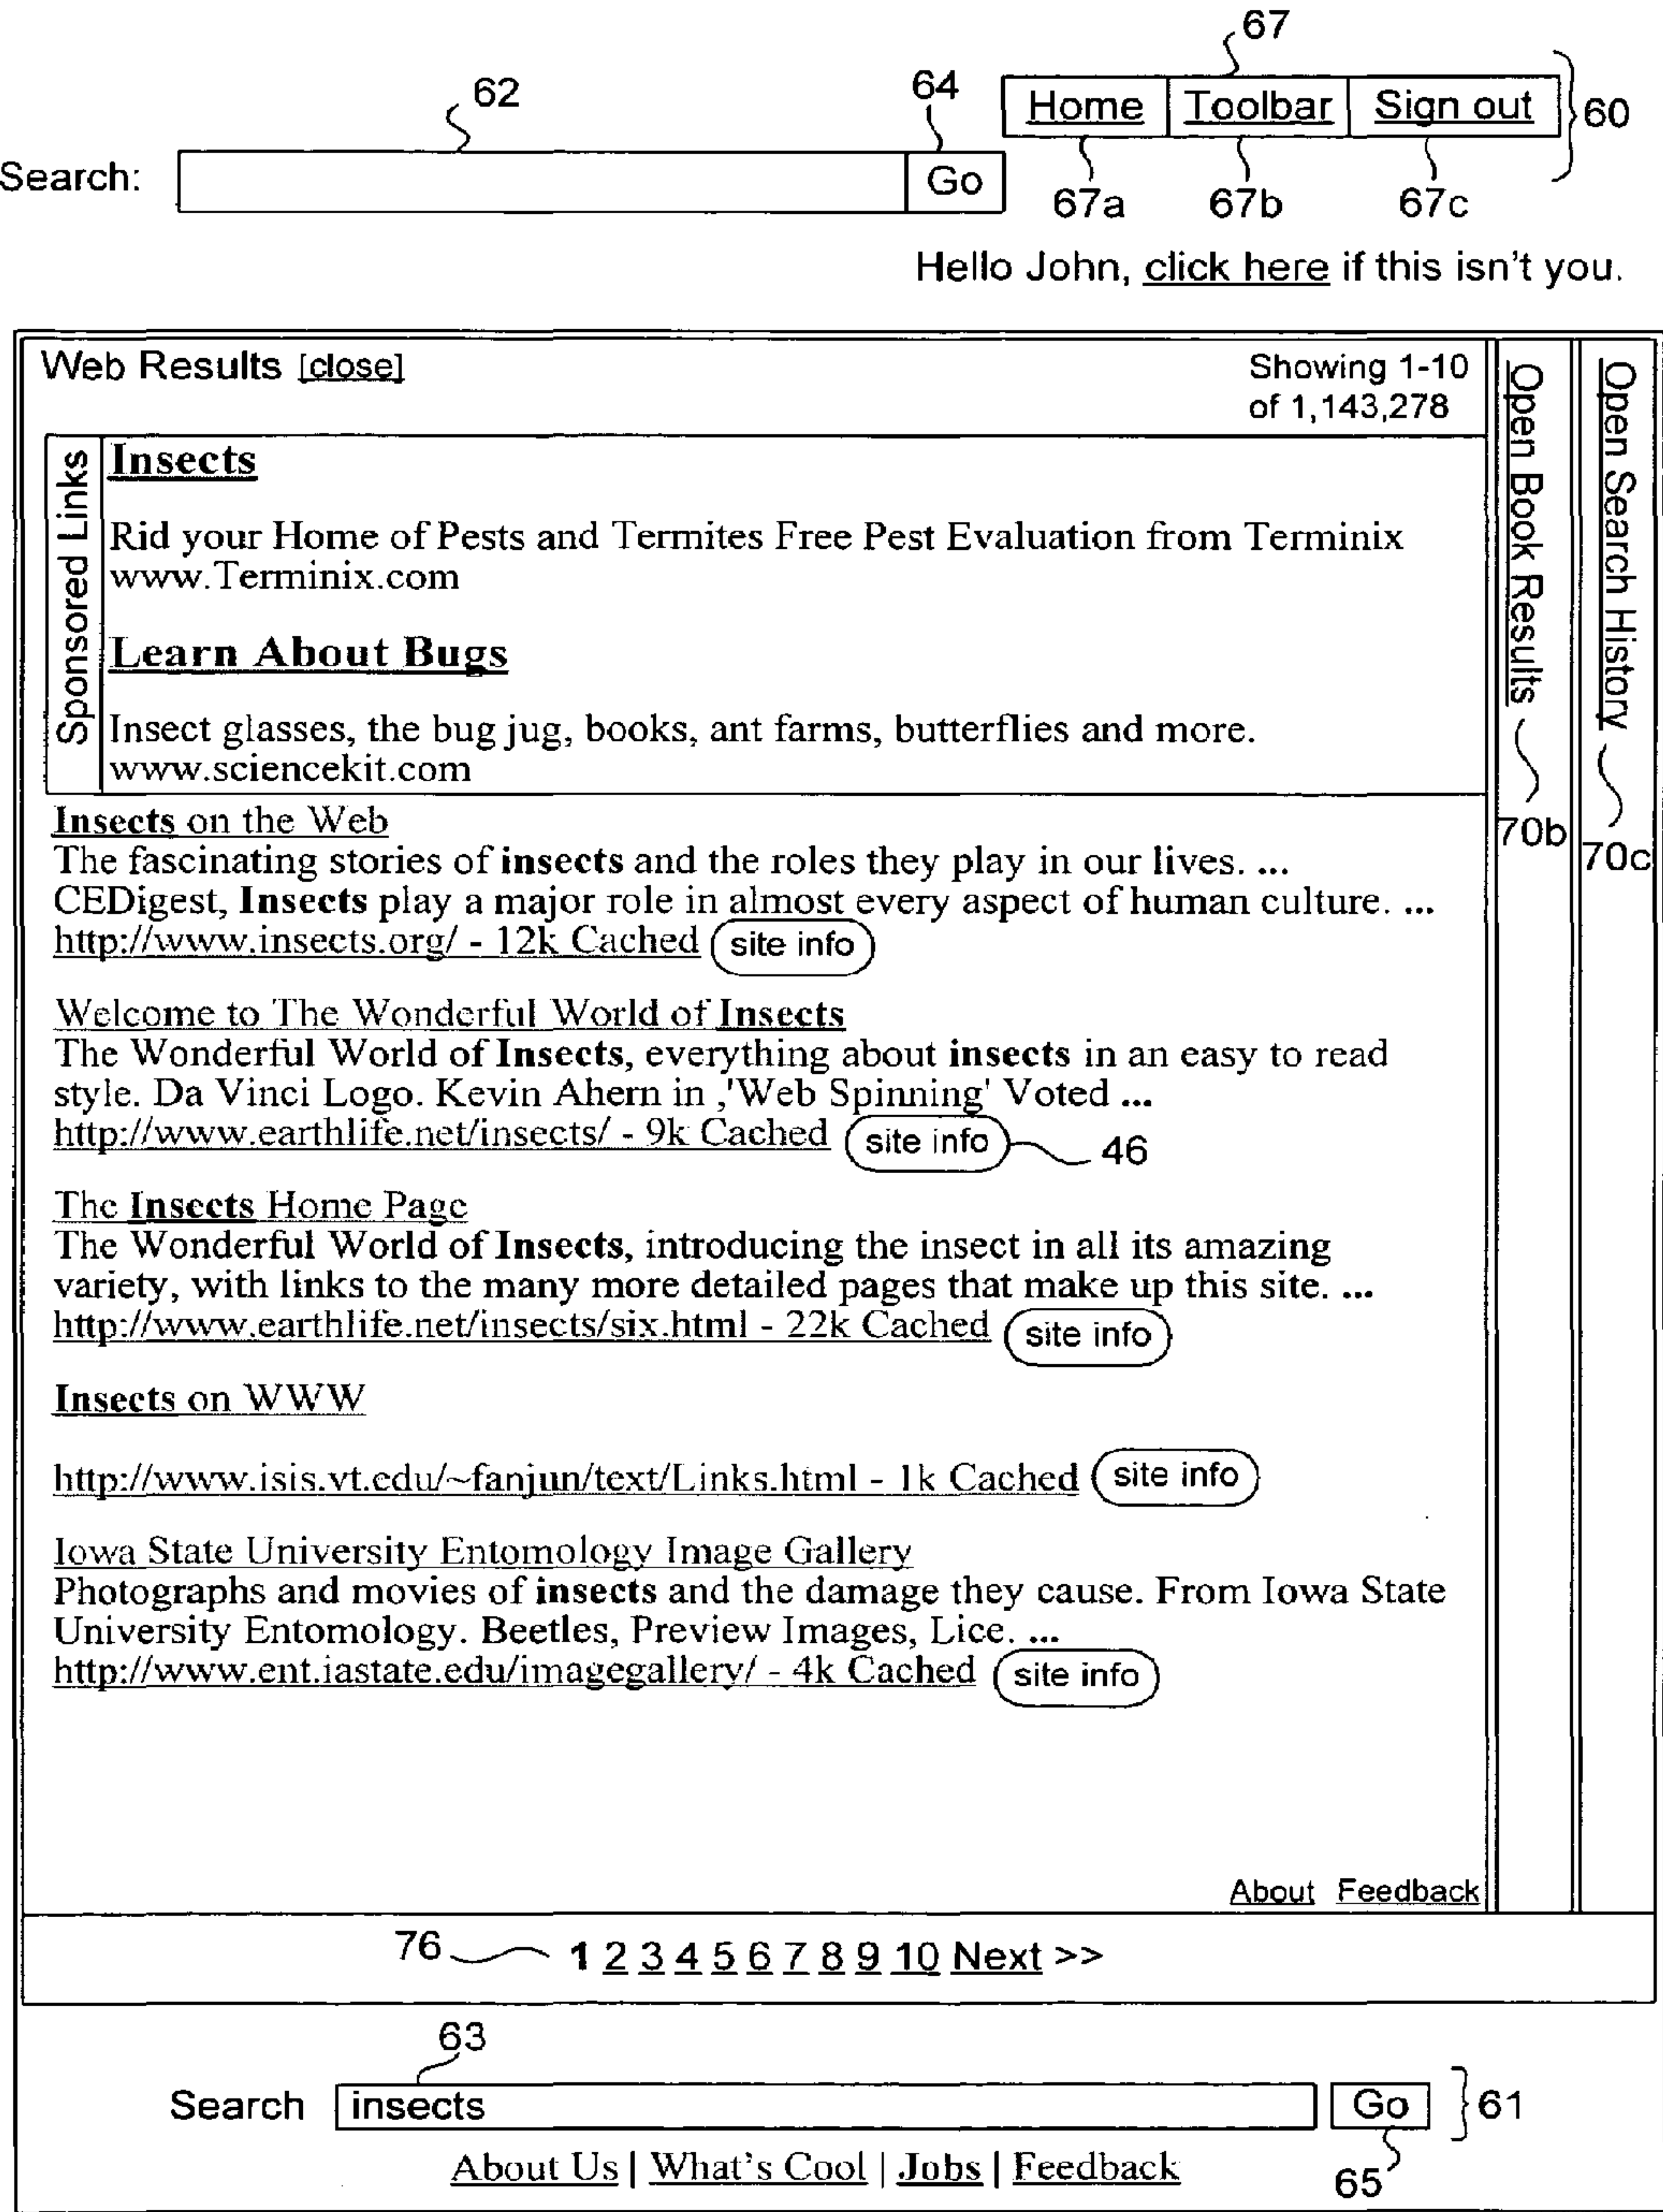 67
62
64
Home Toolbar Sign out
60
Search:
Go
67a 67b 67c
Hello John, click here if this isn't you.
Web Results [close]
Showing 1-10
of 1,143,278
Open Book Results
70b
Open Search History
70c
Sponsored Links
Insects
Rid your Home of Pests and Termites Free Pest Evaluation from Terminix
www.Terminix.com
Learn About Bugs
Insect glasses, the bug jug, books, ant farms, butterflies and more.
www.sciencekit.com
Insects on the Web
The fascinating stories of insects and the roles they play in our lives. ...
CEDigest, Insects play a major role in almost every aspect of human culture. ...
http://www.insects.org/ - 12k Cached site info
Welcome to The Wonderful World of Insects
The Wonderful World of Insects, everything about insects in an easy to read
style. Da Vinci Logo. Kevin Ahern in ,'Web Spinning' Voted ...
http://www.earthlife.net/insects/ - 9k Cached site info 46
The Insects Home Page
The Wonderful World of Insects, introducing the insect in all its amazing
variety, with links to the many more detailed pages that make up this site. ...
http://www.earthlife.net/insects/six.html - 22k Cached site info
Insects on WWW
http://www.isis.vt.edu/~fanjun/text/Links.html - 1k Cached site info
Iowa State University Entomology Image Gallery
Photographs and movies of insects and the damage they cause. From Iowa State
University Entomology. Beetles, Preview Images, Lice. ...
http://www.ent.iastate.edu/imagegallery/ - 4k Cached site info
About Feedback
76 1 2 3 4 5 6 7 8 9 10 Next >>
63
Search insects Go 61
About Us | What's Cool | Jobs | Feedback
65